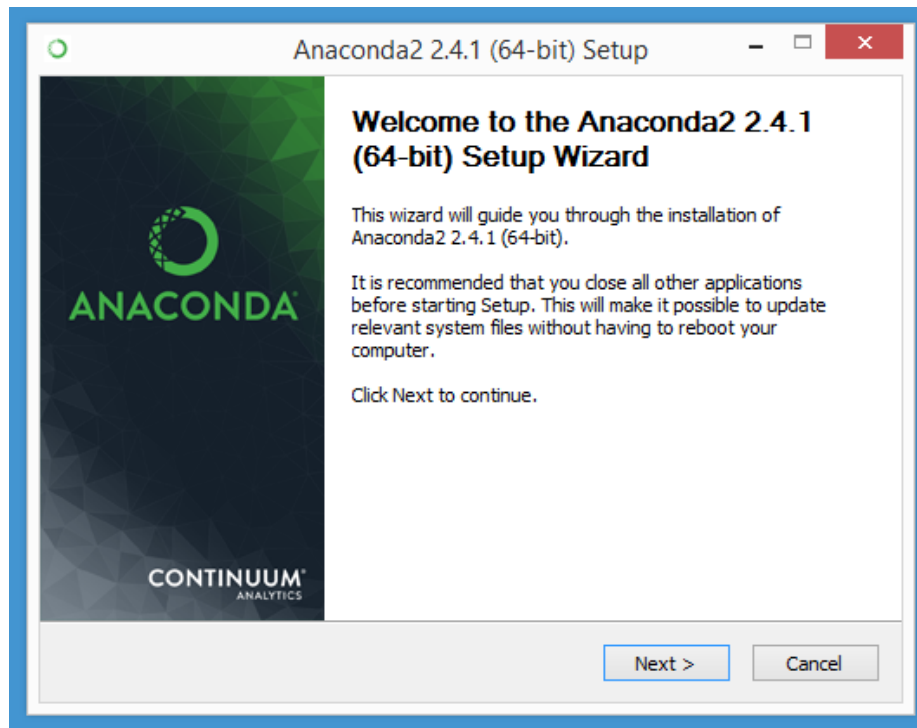 Anaconda2 2.4.1 (64-bit) Setup
Welcome to the Anaconda2 2.4.1
(64-bit) Setup Wizard
This wizard will guide you through the installation of
Anaconda2 2.4.1 (64-bit).
It is recommended that you close all other applications
before starting Setup. This will make it possible to update
relevant system files without having to reboot your
computer.
Click Next to continue.
ANACONDA
CONTINUUM
ANALYTICS
Next >
Cancel